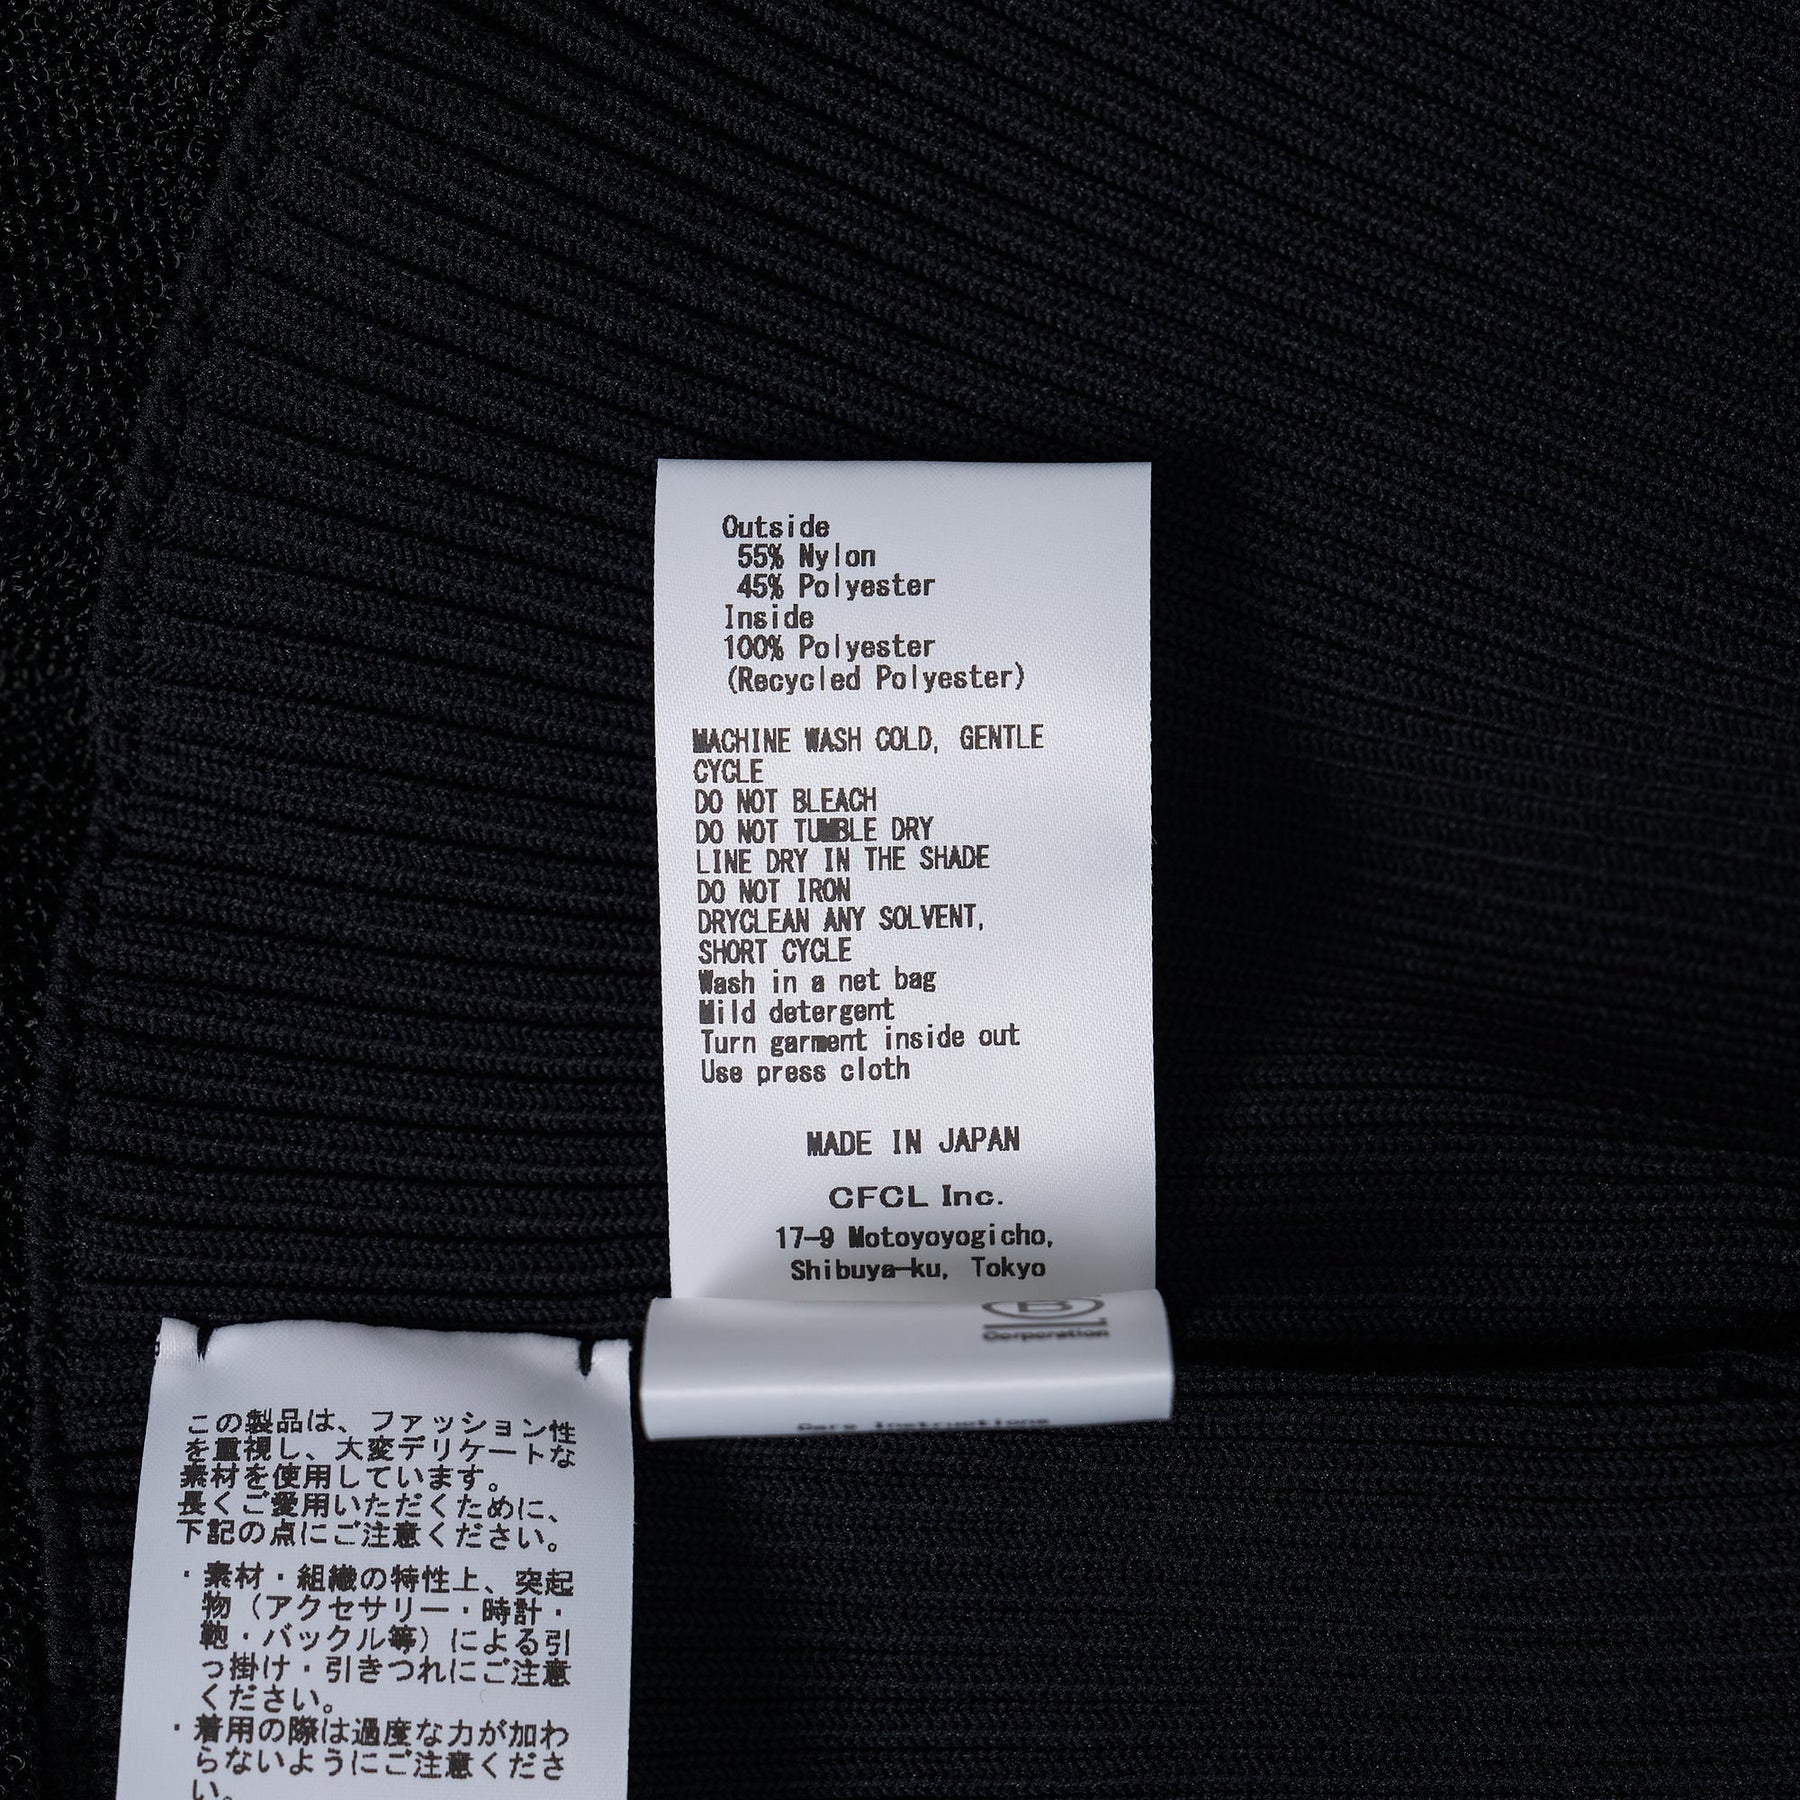 Outside
55% Nylon
45% Polyester
Inside
100% Polyester
(Recycled Polyester)
MACHINE WASH COLD, GENTLE
CYCLE
DO NOT BLEACH
DO NOT TUMBLE DRY
LINE DRY IN THE SHADE
DO NOT IRON
DRYCLEAN ANY SOLVENT,
SHORT CYCLE
Wash in a net bag
Mild detergent
Turn garment inside out
Use press cloth
MADE IN JAPAN
CFCL Inc.
17-9 Motoyoyogicho,
Shibuya-ku, Tokyo
B
Corporation
Care Instructions
この製品は、ファッション性
を重視し、大変デリケートな
素材を使用しています。
長くご愛用いただくために、
下記の点にご注意ください。
・素材・組織の特性上、突起
物（アクセサリー・時計・
鞄・バックル等）による引
っ掛け・引きつれにご注意
ください。
・着用の際は過度な力が加わ
らないようにご注意くださ
い。